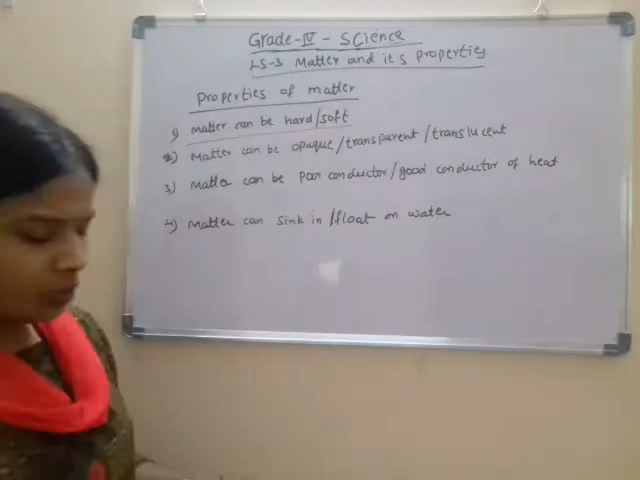 Grade-IV - Science
LS-3 Matter and its properties
Properties of matter
1) matter can be hard/soft
2) Matter can be opaque/transparent/translucent
3) Matter can be poor conductor/good conductor of heat
4) Matter can sink in/float on water.